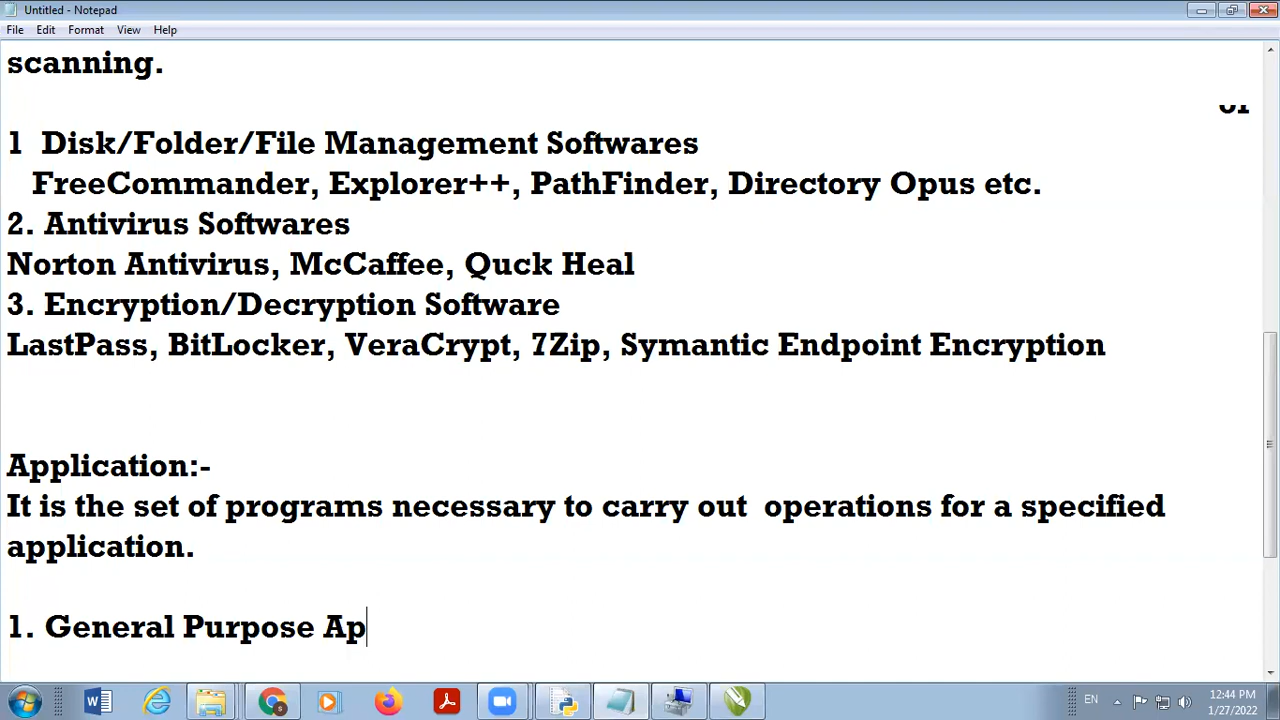 Untitled - Notepad
File Edit Format View Help
scanning.
1 Disk/Folder/File Management Softwares
FreeCommander, Explorer++, PathFinder, Directory Opus etc.
2. Antivirus Softwares
Norton Antivirus, McCaffee, Quck Heal
3. Encryption/Decryption Software
LastPass, BitLocker, VeraCrypt, 7Zip, Symantic Endpoint Encryption
Application:-
It is the set of programs necessary to carry out operations for a specified
application.
1. General Purpose Ap
EN
12:44 PM
1/27/2022